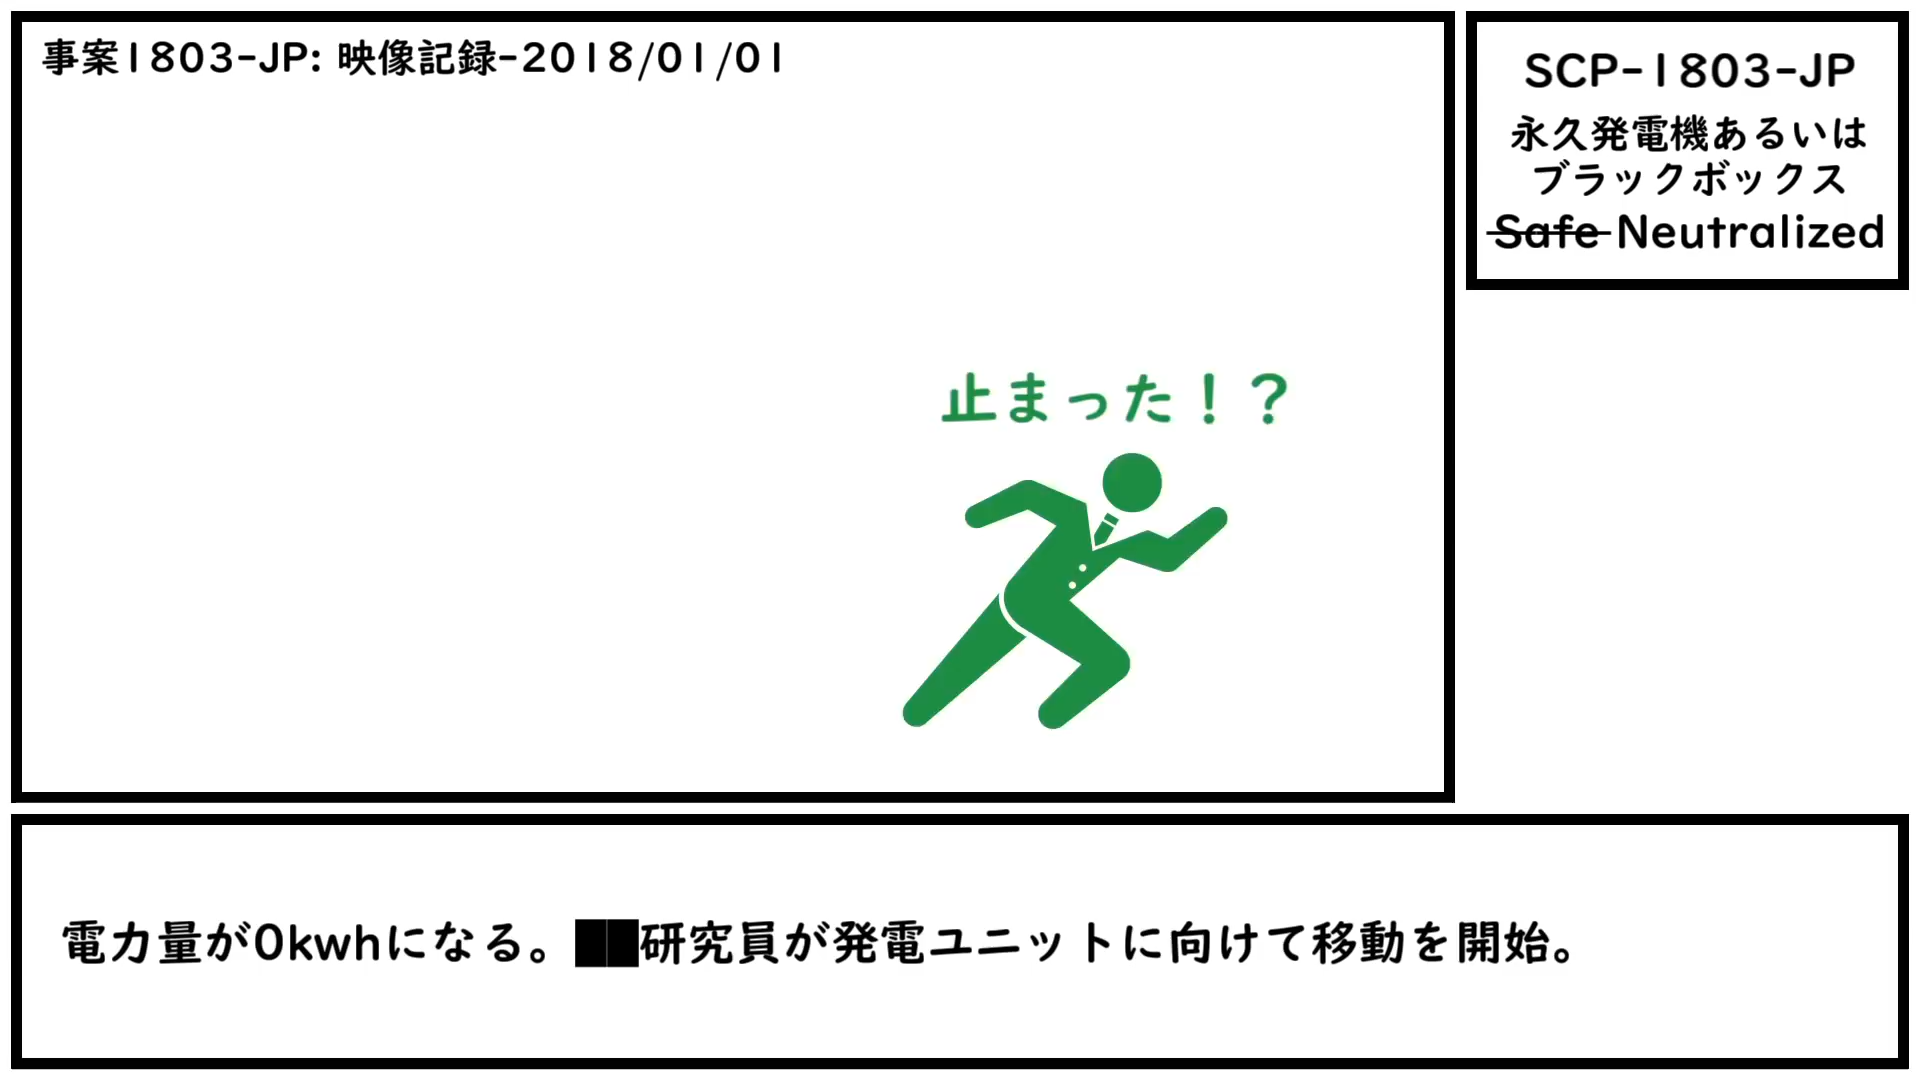 事案1803-JP: 映像記録-2018/01/01
SCP-1803-JP
永久発電機あるいは
ブラックボックス
Safe Neutralized
止まった！？
電力量が0kwhになる。██研究員が発電ユニットに向けて移動を開始。